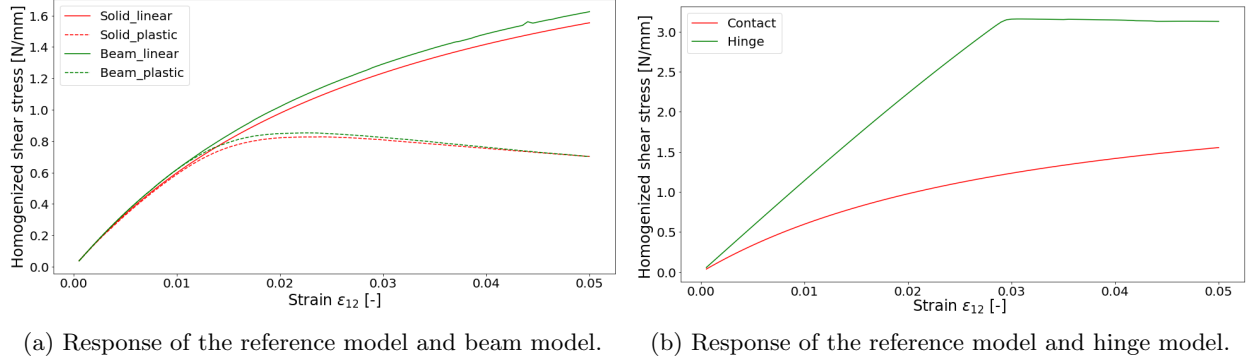 Homogenized shear stress [N/mm]
1.6
1.4
1.2
1.0
0.8
0.6
0.4
0.2
0.0
Solid_linear
Solid_plastic
Beam_linear
Beam_plastic
0.00 0.01 0.02 0.03 0.04 0.05
Strain ε12 [-]
(a) Response of the reference model and beam model.
Homogenized shear stress [N/mm]
3.0
2.5
2.0
1.5
1.0
0.5
0.0
Contact
Hinge
0.00 0.01 0.02 0.03 0.04 0.05
Strain ε12 [-]
(b) Response of the reference model and hinge model.